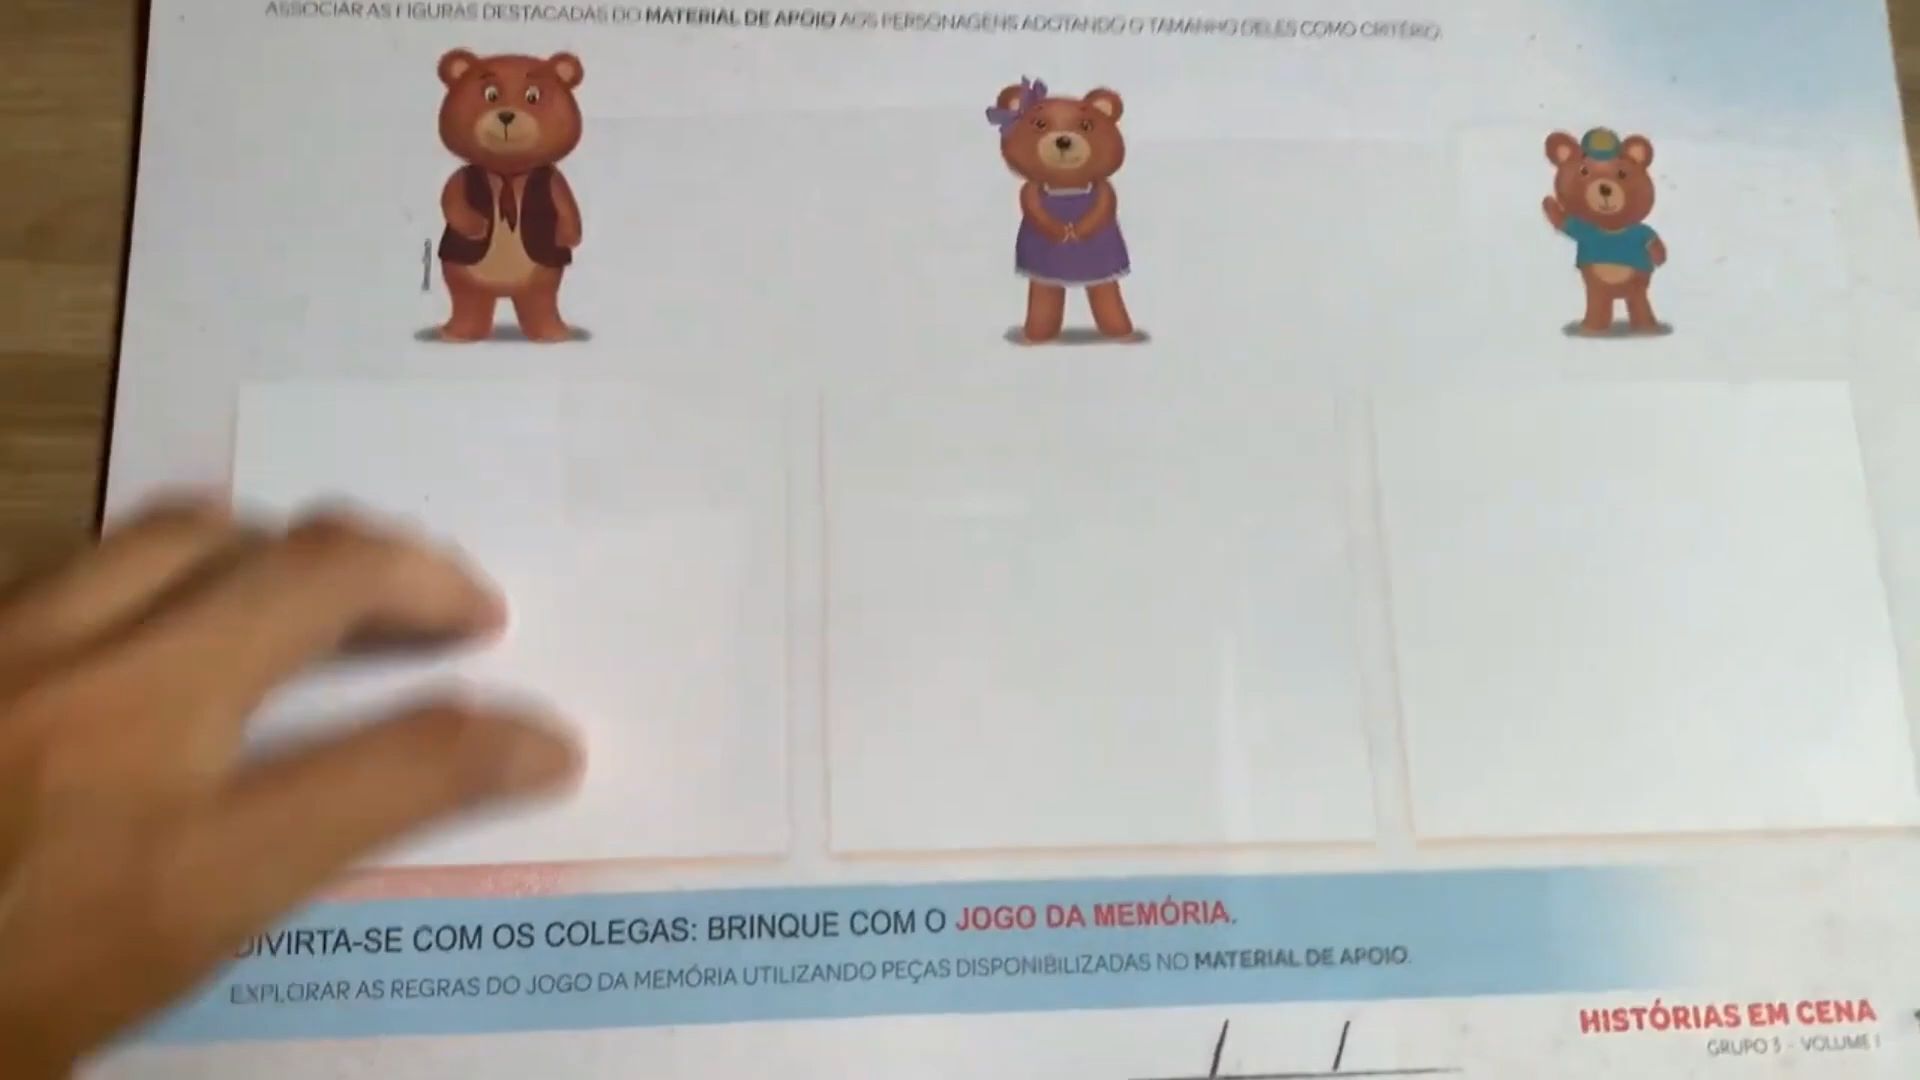 ASSOCIAR AS FIGURAS DESTACADAS DO MATERIAL DE APOIO AOS PERSONAGENS ADOTANDO O TAMANHO DELES COMO CRITÉRIO.
DIVIRTA-SE COM OS COLEGAS: BRINQUE COM O JOGO DA MEMÓRIA.
EXPLORAR AS REGRAS DO JOGO DA MEMÓRIA UTILIZANDO PEÇAS DISPONIBILIZADAS NO MATERIAL DE APOIO.
HISTÓRIAS EM CENA
GRUPO 3 - VOLUME 1
/ /